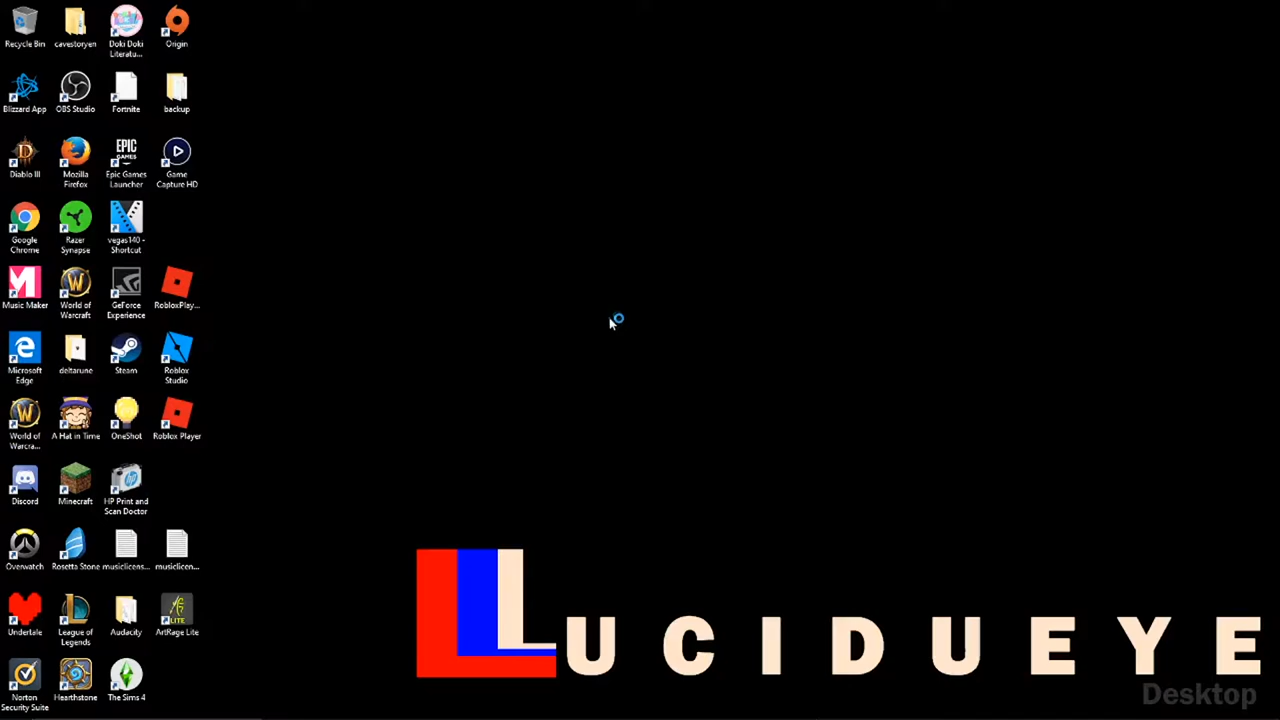 Recycle Bin
cavestoryen
Doki Doki
Literatu...
Origin
Blizzard App
OBS Studio
Fortnite
backup
Diablo III
Mozilla
Firefox
EPIC
GAMES
Epic Games
Launcher
Game
Capture HD
Google
Chrome
Razer
Synapse
vegas140 -
Shortcut
Music Maker
World of
Warcraft
GeForce
Experience
RobloxPlay...
Microsoft
Edge
deltarune
Steam
Roblox
Studio
World of
Warcra...
A Hat in Time
OneShot
Roblox Player
Discord
Minecraft
HP Print and
Scan Doctor
Overwatch
Rosetta Stone
musiclicens...
musiclicen...
Undertale
League of
Legends
Audacity
LITE
ArtRage Lite
Norton
Security Suite
Hearthstone
The Sims 4
LUCIDUEYE
Desktop